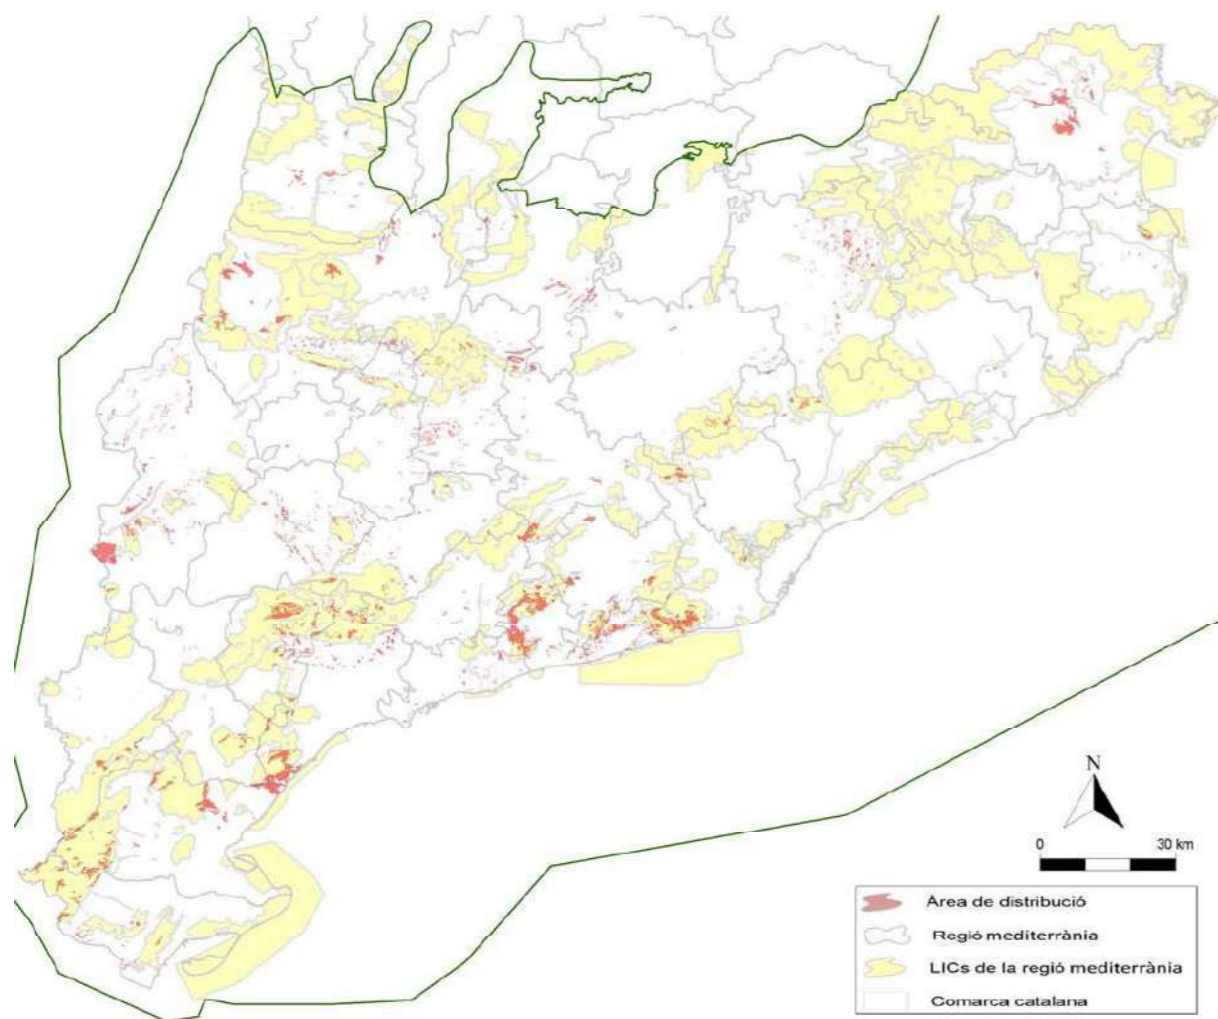 N
0 30 km
Àrea de distribució
Regió mediterrània
LICs de la regió mediterrània
Comarca catalana